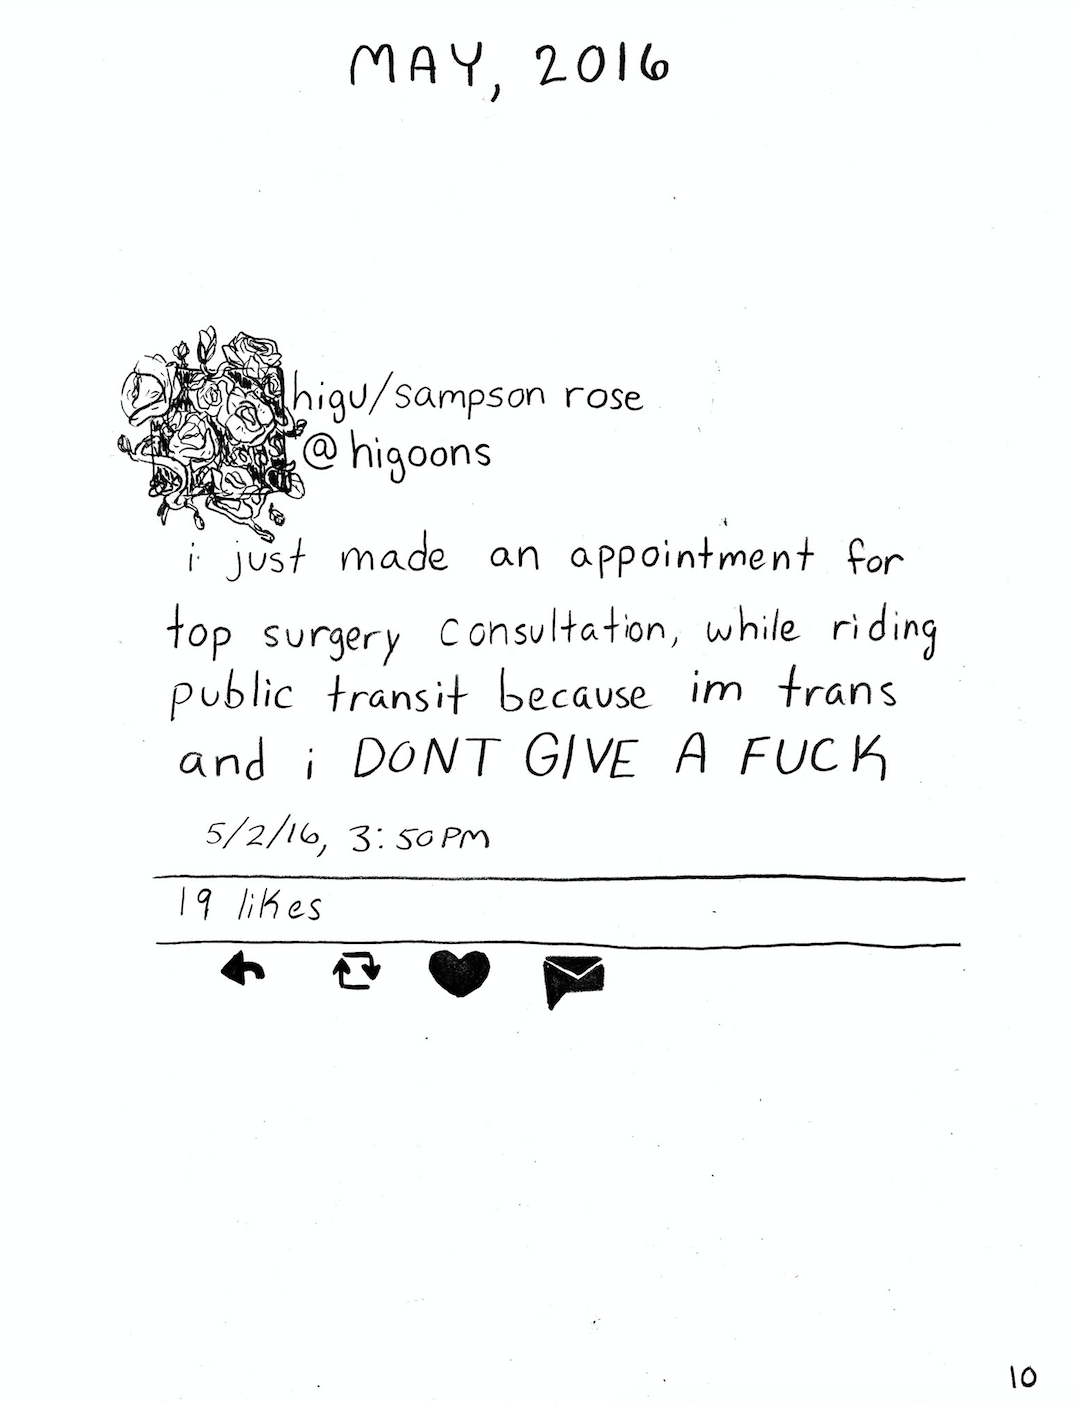 MAY, 2016
higu/sampson rose
@higoons
i just made an appointment for
top surgery consultation, while riding
public transit because im trans
and i DONT GIVE A FUCK
5/2/16, 3:50PM
19 likes
10